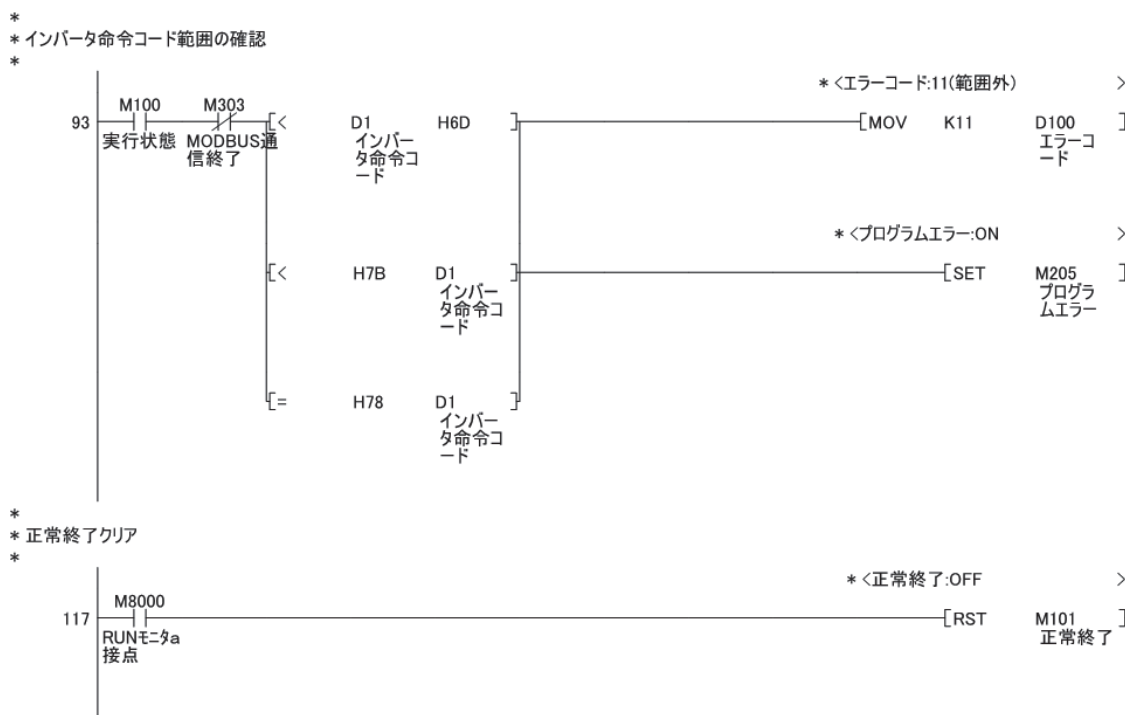 *
* インバータ命令コード範囲の確認
*
* <エラーコード:11(範囲外) >
M100 M303
93 [< D1 H6D ] [MOV K11 D100 ]
実行状態 MODBUS通信終了 インバータ命令コード エラーコード
* <プログラムエラー:ON >
[< H7B D1 ] [SET M205 ]
インバータ命令コード プログラムエラー
[= H78 D1 ]
インバータ命令コード
*
* 正常終了クリア
*
* <正常終了:OFF >
M8000
117 [RST M101 ]
RUNモニタa接点 正常終了